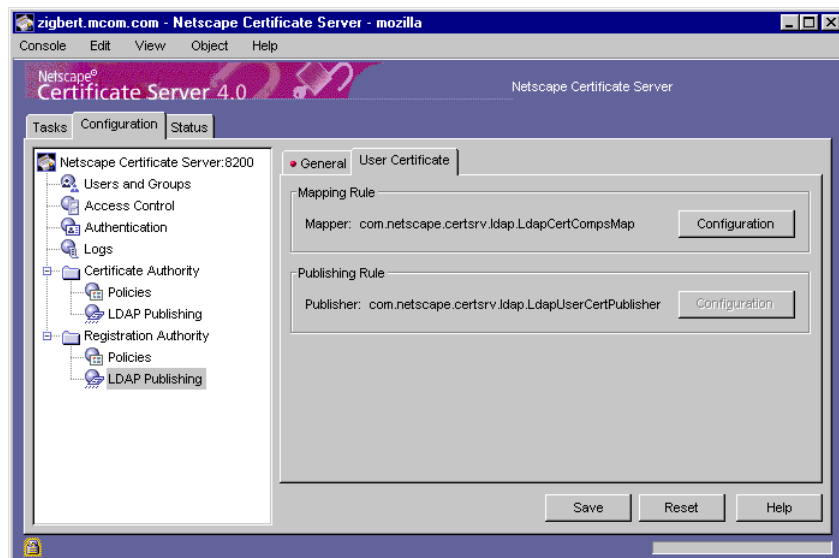 zigbert.mcom.com - Netscape Certificate Server - mozilla
Console Edit View Object Help
Netscape®
Certificate Server 4.0
Netscape Certificate Server
Tasks Configuration Status
Netscape Certificate Server:8200
Users and Groups
Access Control
Authentication
Logs
Certificate Authority
Policies
LDAP Publishing
Registration Authority
Policies
LDAP Publishing
General User Certificate
Mapping Rule
Mapper: com.netscape.certsrv.ldap.LdapCertCompsMap Configuration
Publishing Rule
Publisher: com.netscape.certsrv.ldap.LdapUserCertPublisher Configuration
Save Reset Help